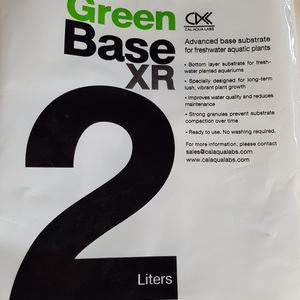 Green
Base
XR
CAL AQUA LABS
Advanced base substrate
for freshwater aquatic plants
• Bottom layer substrate for fresh-
water planted aquariums
• Specially designed for long-term
lush, vibrant plant growth
• Improves water quality and reduces
maintenance
• Strong granules prevent substrate
compaction over time
• Ready to use. No washing required.
For more information, please contact
sales@calaqualabs.com
www.calaqualabs.com
2
Liters